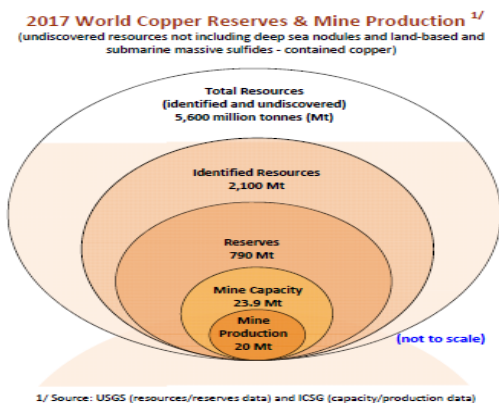 2017 World Copper Reserves & Mine Production 1/
(undiscovered resources not including deep sea nodules and land-based and
submarine massive sulfides - contained copper)
Total Resources
(identified and undiscovered)
5,600 million tonnes (Mt)
Identified Resources
2,100 Mt
Reserves
790 Mt
Mine Capacity
23.9 Mt
Mine
Production
20 Mt
(not to scale)
1/ Source: USGS (resources/reserves data) and ICSG (capacity/production data)